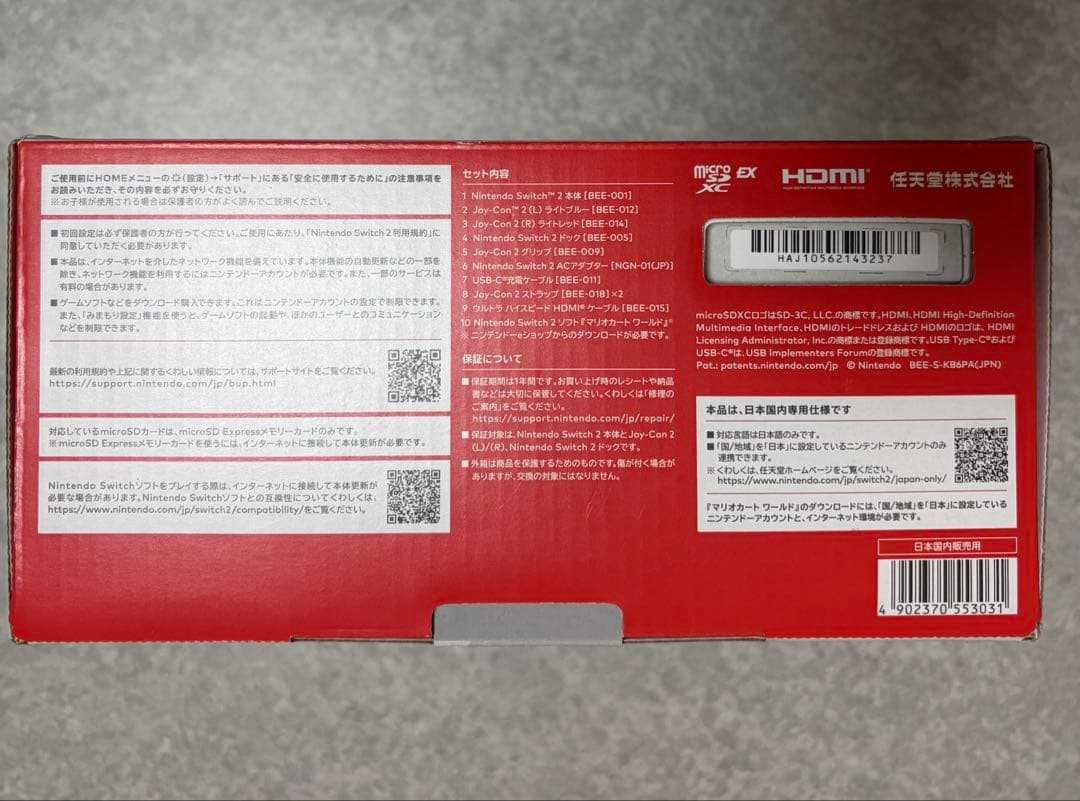 ご使用前にHOMEメニューの(設定)→「サポート」にある「安全に使用するために」の注意事項を
お読みいただき、その内容を必ずお守りください。
※お子様が使用される場合は保護者の方がよく読んでご説明ください。
■ 初回設定は必ず保護者の方が行ってください。ご使用にあたり、「Nintendo Switch 2 利用規約」に
同意していただく必要があります。
■ 本品は、インターネットを介したネットワーク機能を備えています。本体機能の自動更新などの一部を
除き、ネットワーク機能を利用するにはニンテンドーアカウントが必要です。また、一部のサービスは
有料の場合があります。
■ ゲームソフトなどをダウンロード購入できます。これはニンテンドーアカウントの設定で制限できます。
また、「みまもり設定」機能を使うと、ゲームソフトの起動や、ほかのユーザーとのコミュニケーション
などを制限できます。
最新の利用規約や上記に関するくわしい情報については、サポートサイトをご覧ください。
https://support.nintendo.com/jp/bup.html
対応しているmicroSDカードは、microSD Expressメモリーカードのみです。
※microSD Expressメモリーカードを使うには、インターネットに接続して本体更新が必要です。
Nintendo Switchソフトをプレイする際は、インターネットに接続して本体更新が
必要な場合があります。Nintendo Switchソフトとの互換性についてくわしくは、
https://www.nintendo.com/jp/switch2/compatibility/をご覧ください。
セット内容
1 Nintendo Switch™ 2 本体 [BEE-001]
2 Joy-Con™ 2 (L) ライトブルー [BEE-012]
3 Joy-Con 2 (R) ライトレッド [BEE-014]
4 Nintendo Switch 2 ドック [BEE-005]
5 Joy-Con 2 グリップ [BEE-009]
6 Nintendo Switch 2 ACアダプター [NGN-01(JP)]
7 USB-C®充電ケーブル [BEE-011]
8 Joy-Con 2 ストラップ [BEE-018] ×2
9 ウルトラ ハイスピード HDMI® ケーブル [BEE-015]
10 Nintendo Switch 2 ソフト『マリオカート ワールド』※
※ ニンテンドーeショップからのダウンロードが必要です。
保証について
■ 保証期間は1年間です。お買い上げ時のレシートや納品
書などは大切に保管してください。くわしくは「修理の
ご案内」をご覧ください。
https://support.nintendo.com/jp/repair/
■ 保証対象は、Nintendo Switch 2 本体とJoy-Con 2
(L)/(R)、Nintendo Switch 2 ドックです。
■ 外箱は商品を保護するためのものです。傷が付く場合が
ありますが、交換の対象にはなりません。
micro SD XC EX
HDMI
HIGH-DEFINITION MULTIMEDIA INTERFACE
任天堂株式会社
HAJ10562143237
microSDXCロゴはSD-3C, LLC.の商標です。HDMI、HDMI High-Definition
Multimedia Interface、HDMIのトレードドレスおよび HDMIのロゴは、HDMI
Licensing Administrator, Inc.の商標または登録商標です。USB Type-C®および
USB-C®は、USB Implementers Forumの登録商標です。
Pat.: patents.nintendo.com/jp © Nintendo BEE-S-KB6PA(JPN)
本品は、日本国内専用仕様です
■ 対応言語は日本語のみです。
■ 「国/地域」を「日本」に設定しているニンテンドーアカウントのみ
連携できます。
※くわしくは、任天堂ホームページをご覧ください。
https://www.nintendo.com/jp/switch2/japan-only/
『マリオカート ワールド』のダウンロードには、「国/地域」を「日本」に設定している
ニンテンドーアカウントと、インターネット環境が必要です。
日本国内販売用
4 902370 553031